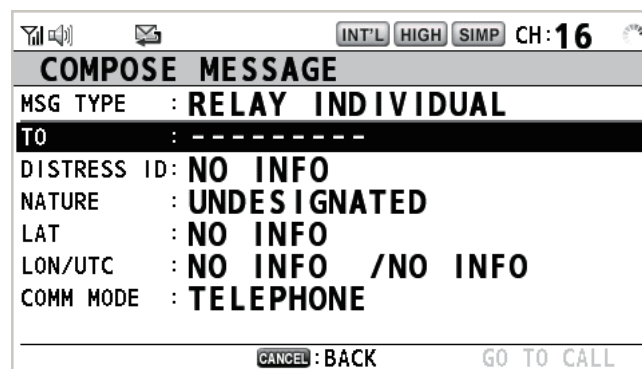 INT'L HIGH SIMP CH:16
COMPOSE MESSAGE
MSG TYPE : RELAY INDIVIDUAL
TO : ---------
DISTRESS ID: NO INFO
NATURE : UNDESIGNATED
LAT : NO INFO
LON/UTC : NO INFO /NO INFO
COMM MODE : TELEPHONE
CANCEL : BACK GO TO CALL